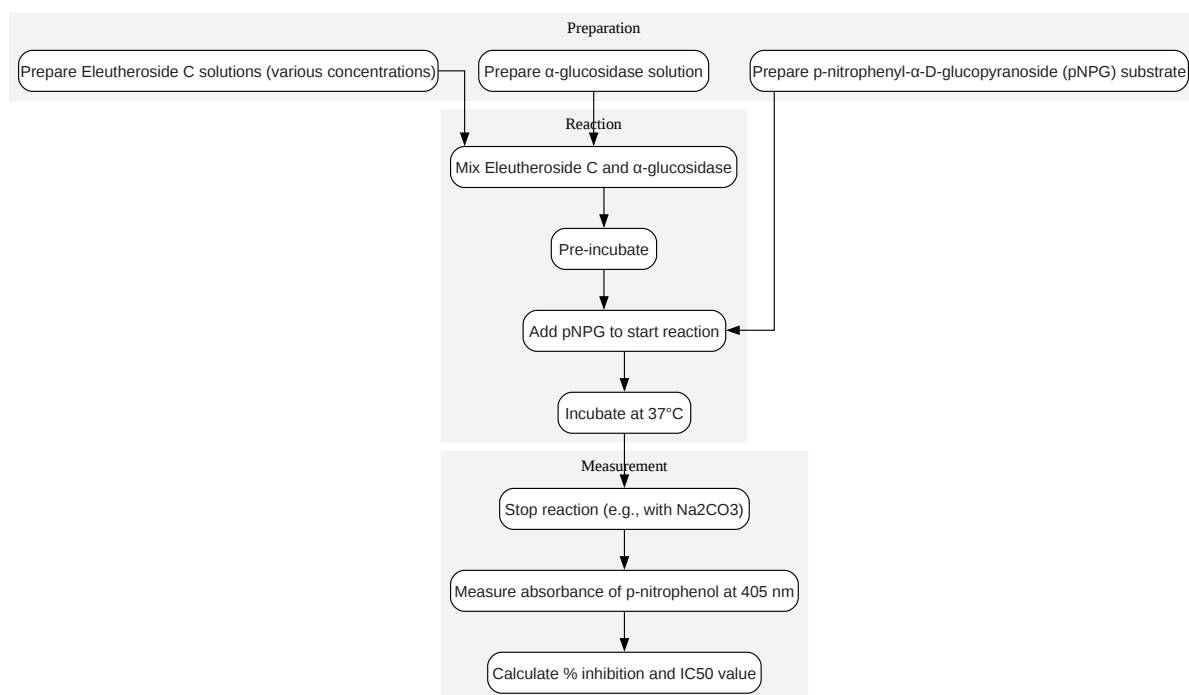 Preparation
Prepare Eleutheroside C solutions (various concentrations)
Prepare α-glucosidase solution
Prepare p-nitrophenyl-α-D-glucopyranoside (pNPG) substrate
Reaction
Mix Eleutheroside C and α-glucosidase
Pre-incubate
Add pNPG to start reaction
Incubate at 37°C
Measurement
Stop reaction (e.g., with Na2CO3)
Measure absorbance of p-nitrophenol at 405 nm
Calculate % inhibition and IC50 value